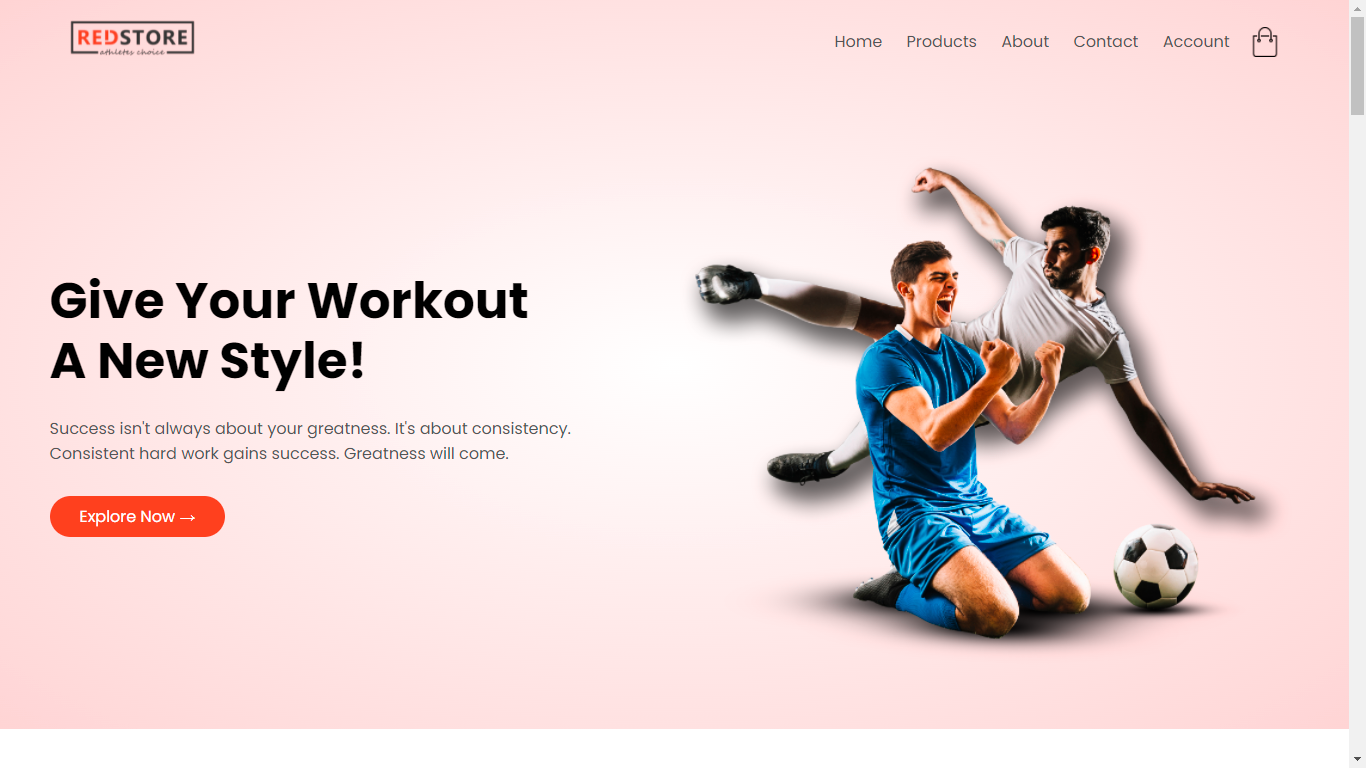 REDSTORE
athletes choice
Home Products About Contact Account
Give Your Workout
A New Style!
Success isn't always about your greatness. It's about consistency.
Consistent hard work gains success. Greatness will come.
Explore Now →